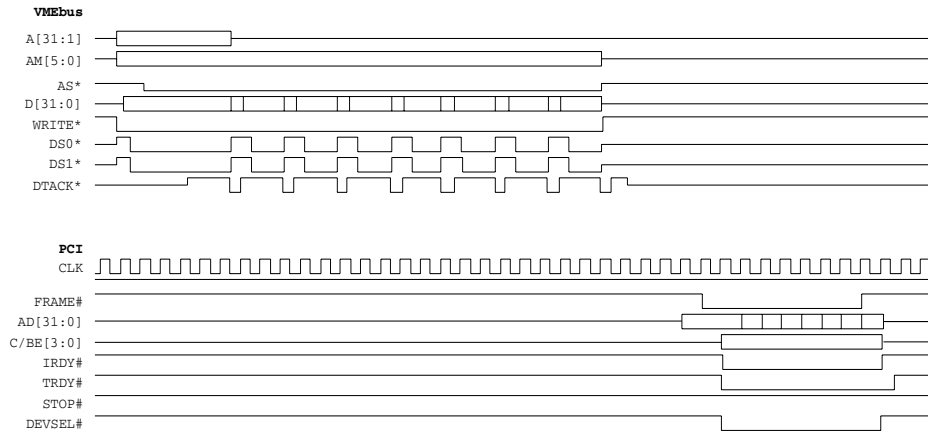 VMEbus
A[31:1]
AM[5:0]
AS*
D[31:0]
WRITE*
DS0*
DS1*
DTACK*
PCI
CLK
FRAME#
AD[31:0]
C/BE[3:0]
IRDY#
TRDY#
STOP#
DEVSEL#